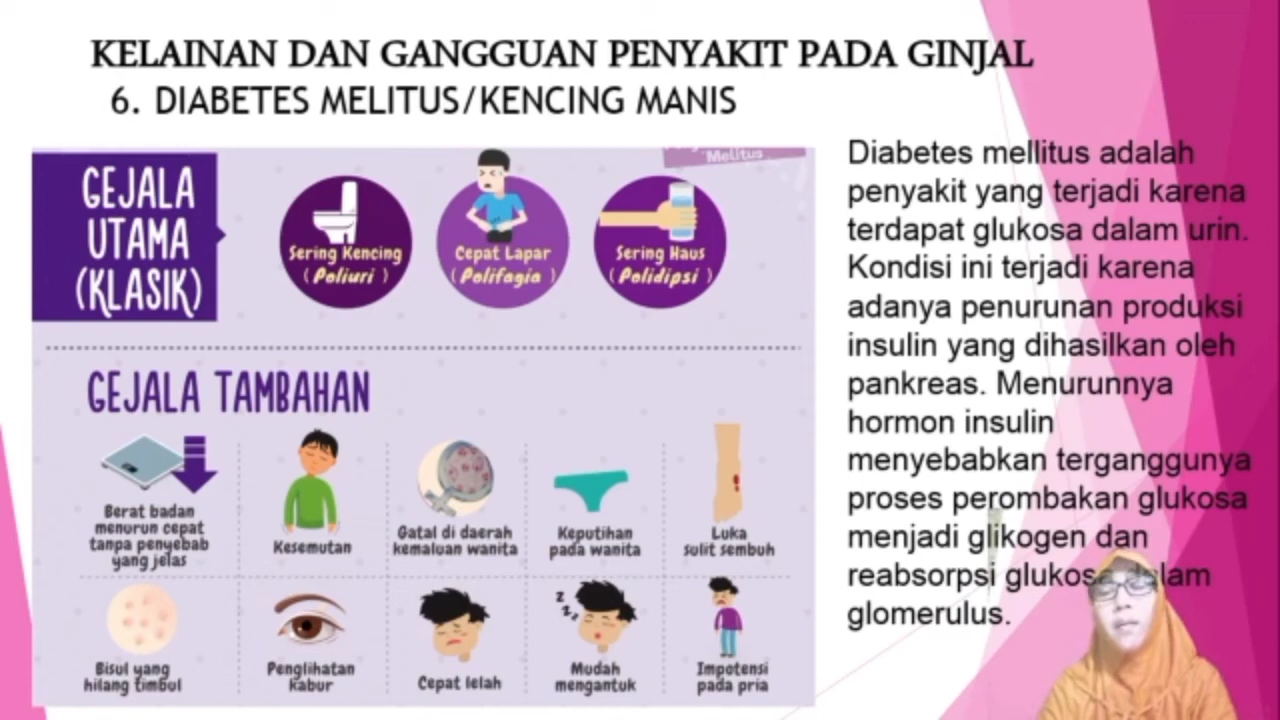 KELAINAN DAN GANGGUAN PENYAKIT PADA GINJAL
6. DIABETES MELITUS/KENCING MANIS
Melitus
GEJALA
UTAMA
(KLASIK)
Sering Kencing
(Poliuri)
Cepat Lapar
(Polifagia)
Sering Haus
(Polidipsi)
GEJALA TAMBAHAN
Berat badan
menurun cepat
tanpa penyebab
yang jelas
Kesemutan
Gatal di daerah
kemaluan wanita
Keputihan
pada wanita
Luka
sulit sembuh
Bisul yang
hilang timbul
Penglihatan
kabur
Cepat lelah
zzz
Mudah
mengantuk
Impotensi
pada pria
Diabetes mellitus adalah
penyakit yang terjadi karena
terdapat glukosa dalam urin.
Kondisi ini terjadi karena
adanya penurunan produksi
insulin yang dihasilkan oleh
pankreas. Menurunnya
hormon insulin
menyebabkan terganggunya
proses perombakan glukosa
menjadi glikogen dan
reabsorpsi glukosa dalam
glomerulus.